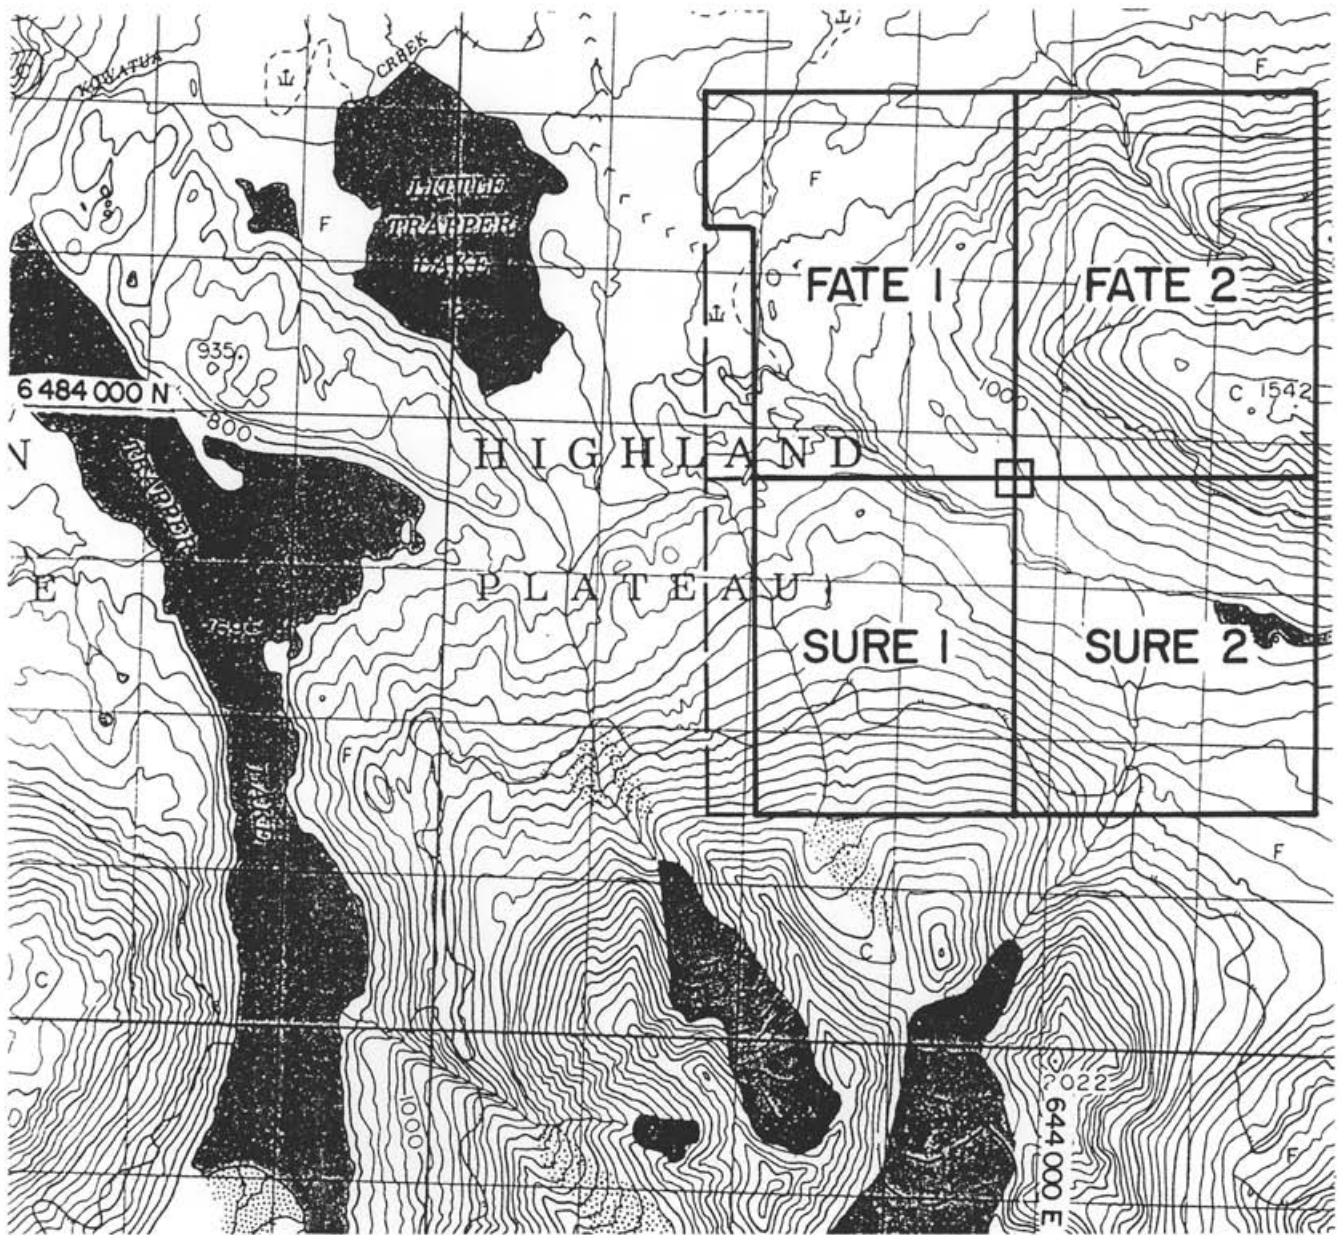 F
C
KOWATUA
CREEK
LITTLE
TRAPPER
LAKE
F
F
FATE 1
FATE 2
935
1000
C 1542
6 484 000 N
800
N
HIGHLAND
TRAPPER
E
PLATEAU
SURE 1
SURE 2
F
F
C
C
2022
1000
644 000 E
F